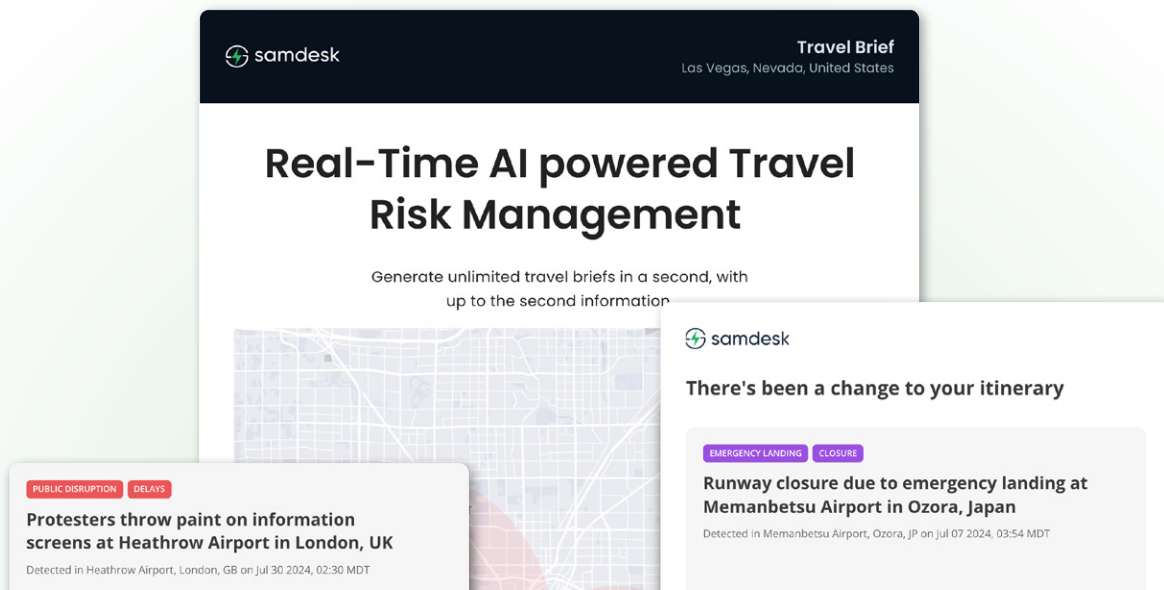 samdesk
Travel Brief
Las Vegas, Nevada, United States
Real-Time AI powered Travel
Risk Management
Generate unlimited travel briefs in a second, with
up to the second information
samdesk
There's been a change to your itinerary
EMERGENCY LANDING
CLOSURE
Runway closure due to emergency landing at
Memanbetsu Airport in Ozora, Japan
Detected in Memanbetsu Airport, Ozora, JP on Jul 07 2024, 03:54 MDT
PUBLIC DISRUPTION
DELAYS
Protesters throw paint on information
screens at Heathrow Airport in London, UK
Detected in Heathrow Airport, London, GB on Jul 30 2024, 02:30 MDT